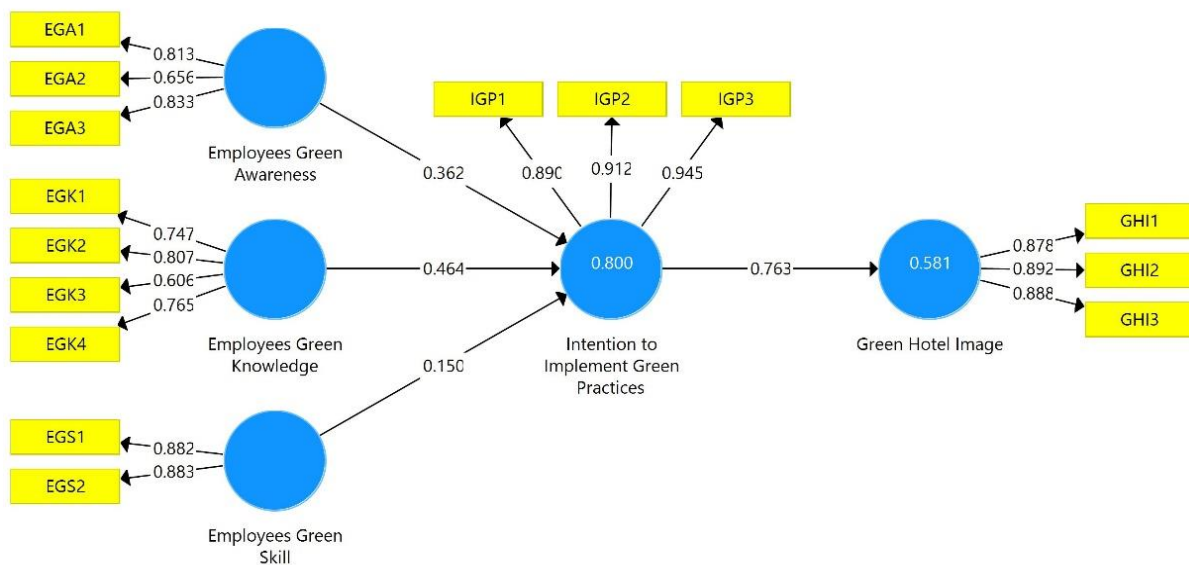 EGA1
EGA2
EGA3
0.813
0.656
0.833
Employees Green
Awareness
0.362
EGK1
EGK2
EGK3
EGK4
0.747
0.807
0.606
0.765
Employees Green
Knowledge
0.464
EGS1
EGS2
0.882
0.883
Employees Green
Skill
0.150
IGP1
IGP2
IGP3
0.890
0.912
0.945
0.800
Intention to
Implement Green
Practices
0.763
0.581
Green Hotel Image
0.878
0.892
0.888
GHI1
GHI2
GHI3